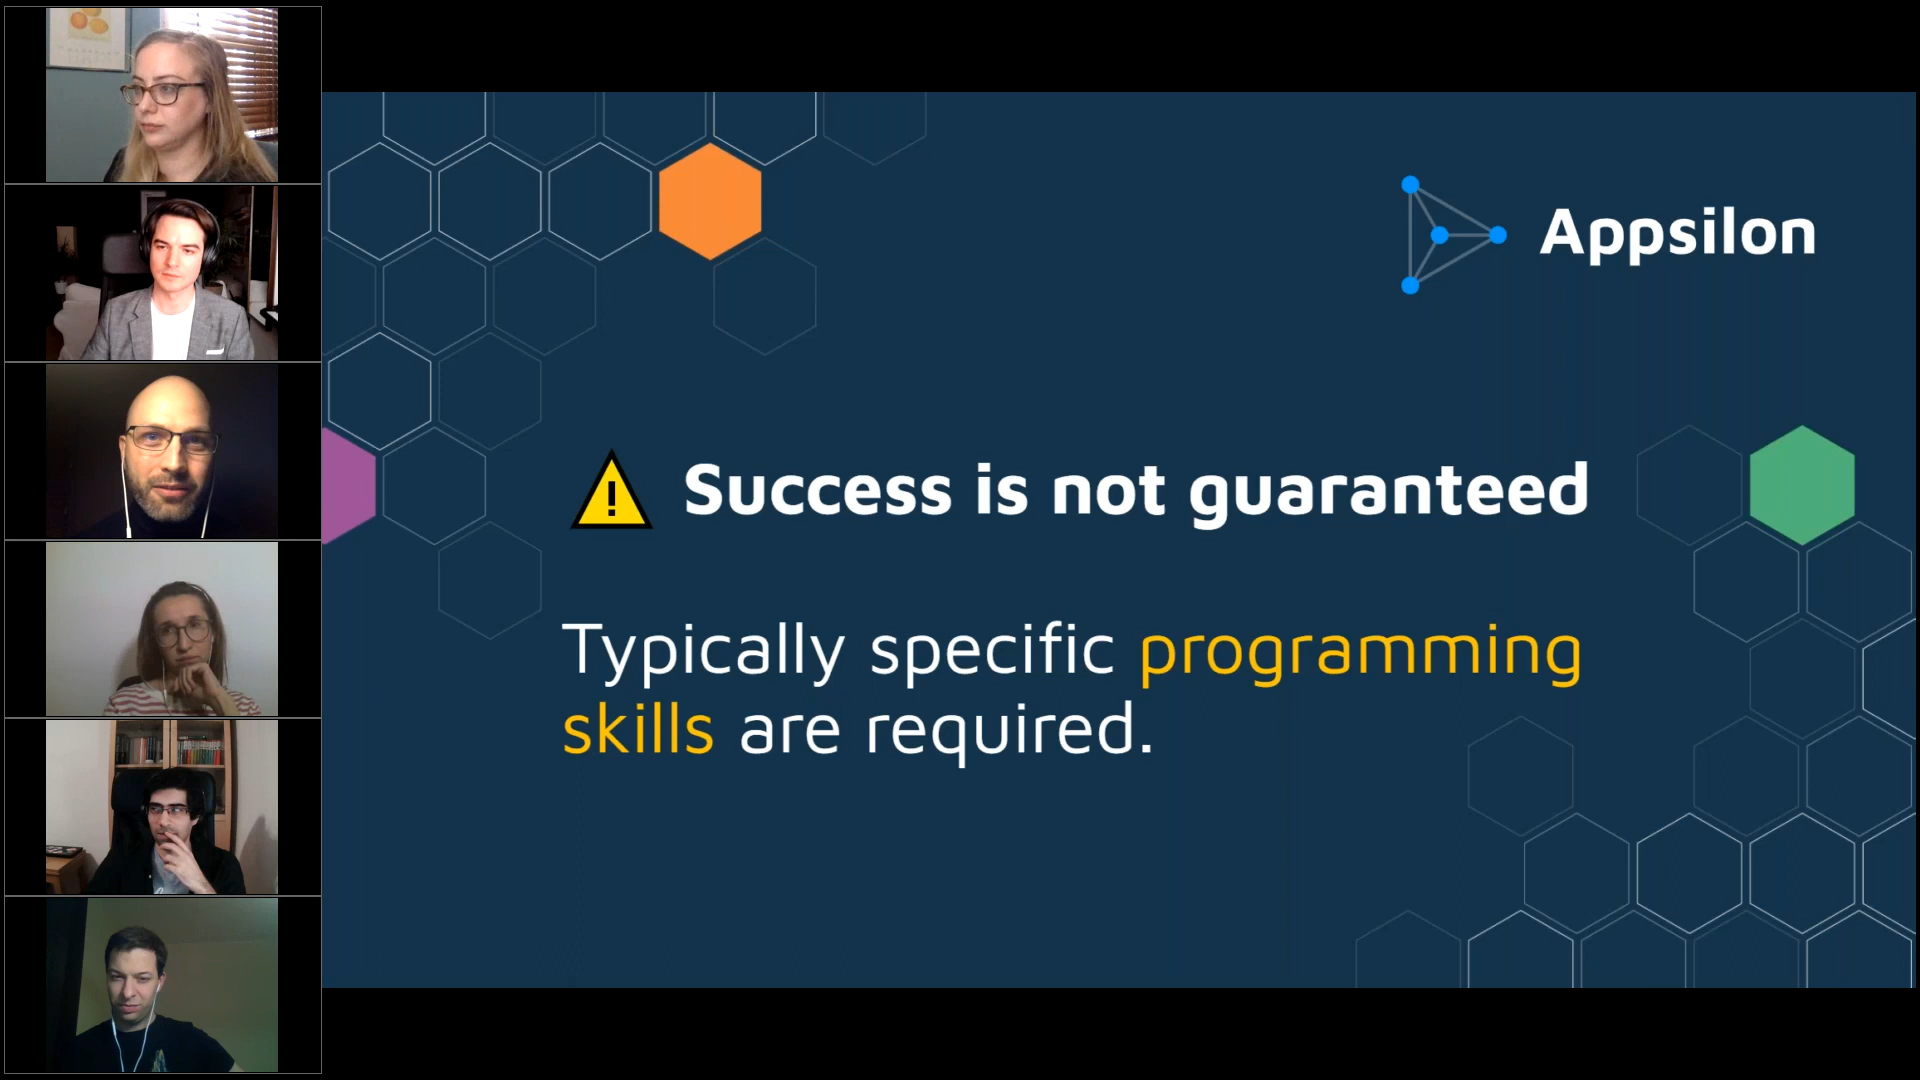 Appsilon
Success is not guaranteed
Typically specific programming
skills are required.